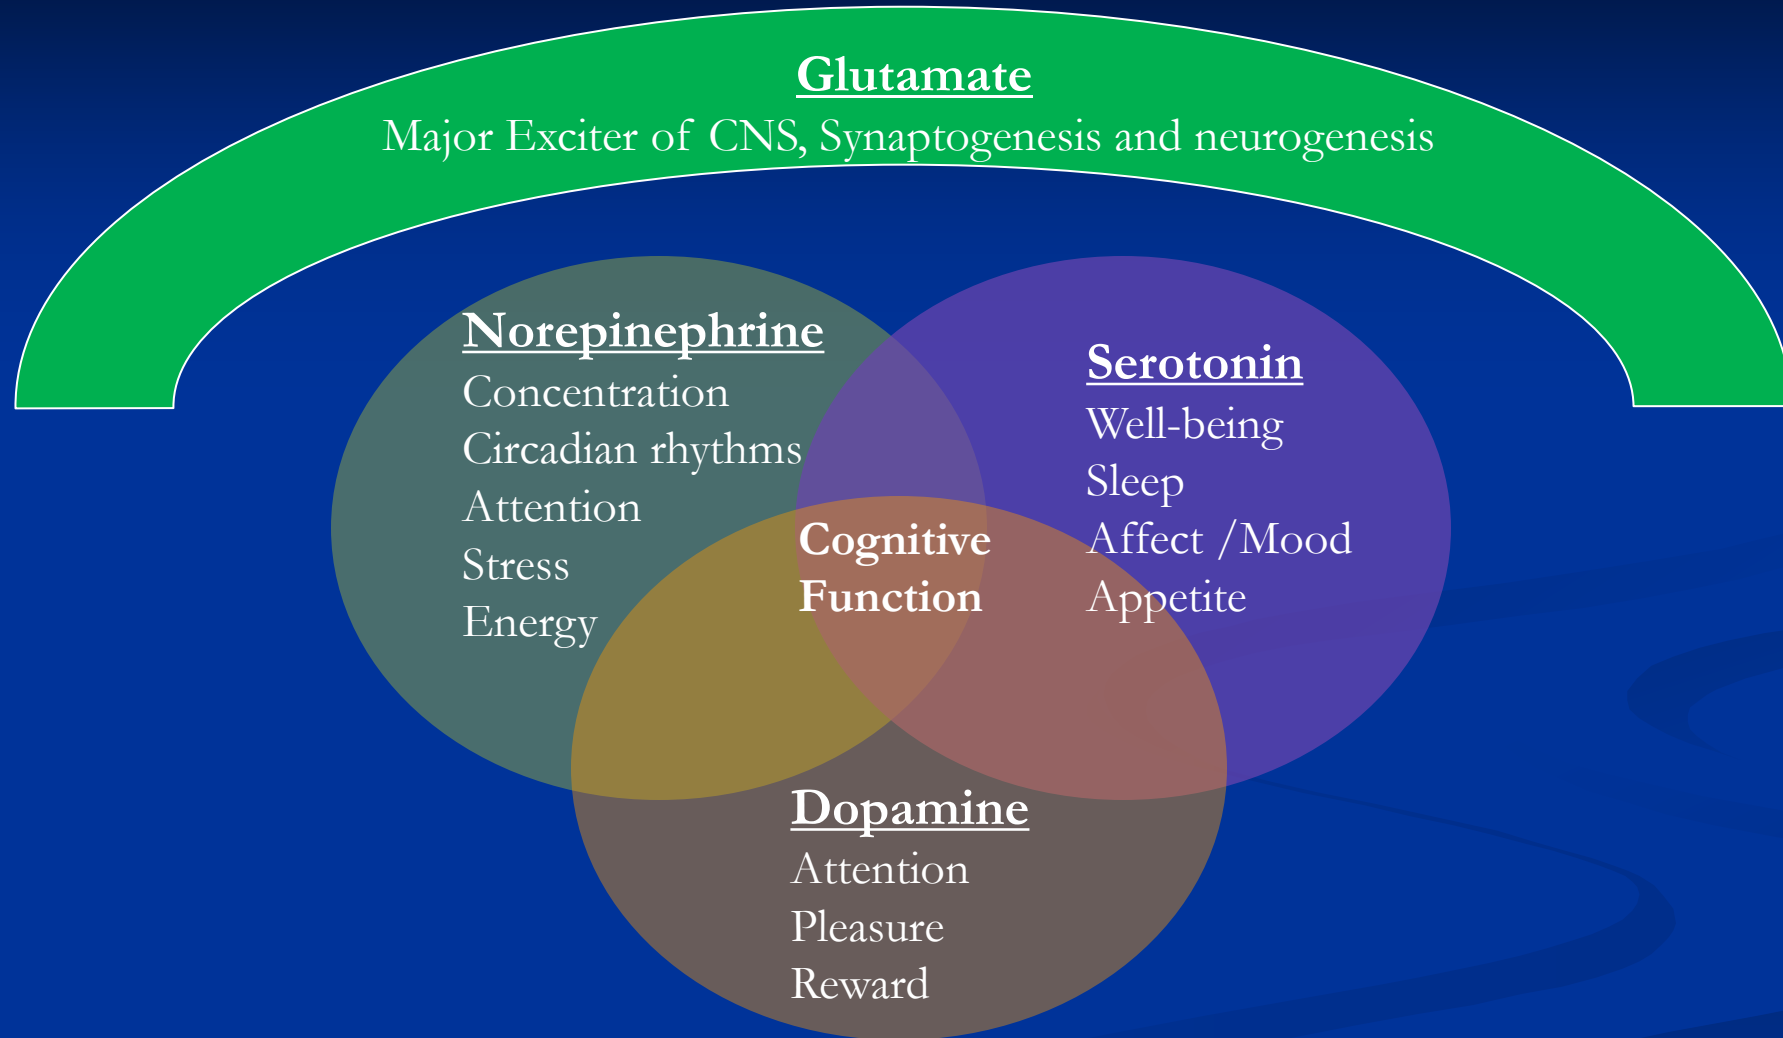 Glutamate
Major Exciter of CNS, Synaptogenesis and neurogenesis
Norepinephrine
Concentration
Circadian rhythms
Attention
Stress
Energy
Serotonin
Well-being
Sleep
Affect /Mood
Appetite
Cognitive
Function
Dopamine
Attention
Pleasure
Reward